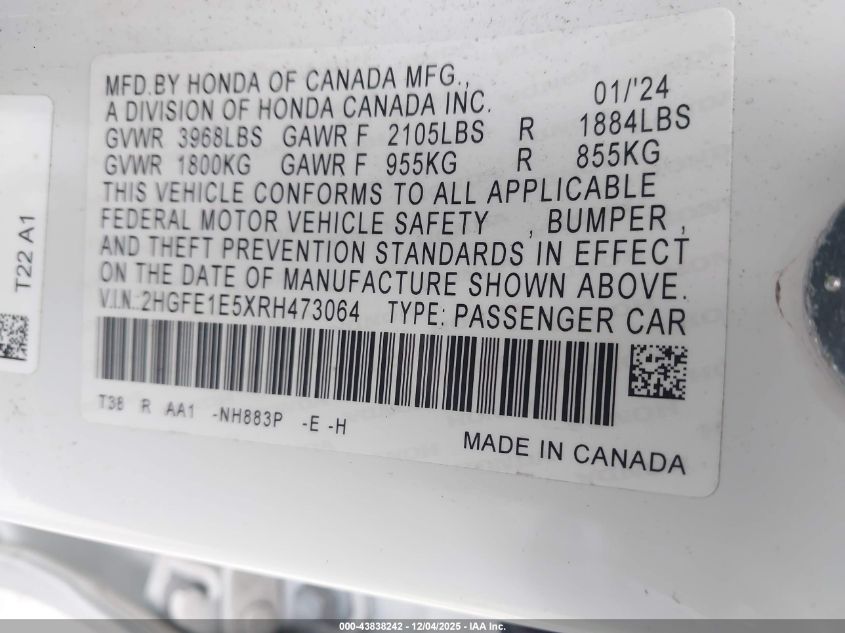 MFD.BY HONDA OF CANADA MFG.,
A DIVISION OF HONDA CANADA INC. 01/'24
GVWR 3968LBS GAWR F 2105LBS R 1884LBS
GVWR 1800KG GAWR F 955KG R 855KG
THIS VEHICLE CONFORMS TO ALL APPLICABLE
FEDERAL MOTOR VEHICLE SAFETY , BUMPER ,
AND THEFT PREVENTION STANDARDS IN EFFECT
ON THE DATE OF MANUFACTURE SHOWN ABOVE.
V.I.N.:2HGFE1E5XRH473064 TYPE: PASSENGER CAR
T38 R AA1 -NH883P -E -H
MADE IN CANADA
T22 A1
000-43838242 - 12/04/2025 - IAA Inc.